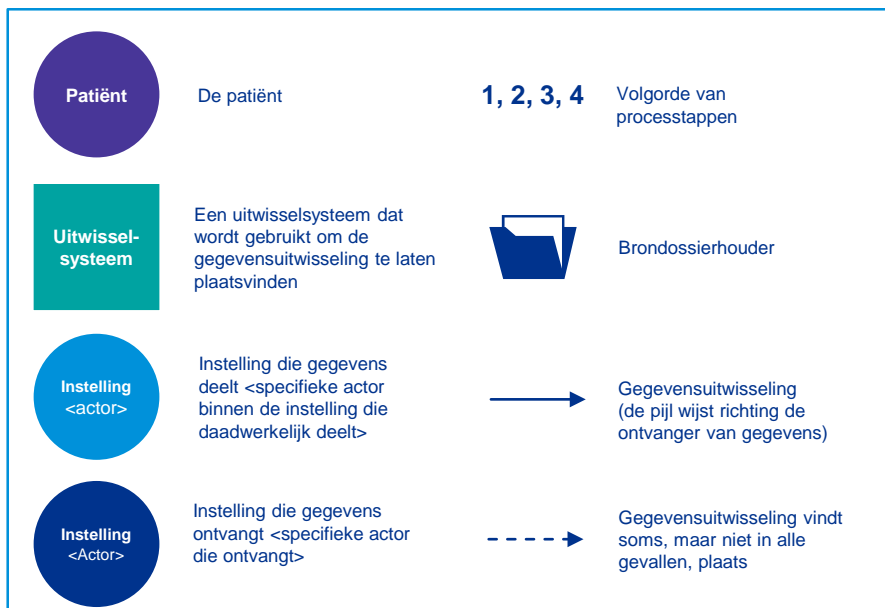 Patiënt
De patiënt
1, 2, 3, 4
Volgorde van
processtappen
Uitwissel-
systeem
Een uitwisselsysteem dat
wordt gebruikt om de
gegevensuitwisseling te laten
plaatsvinden
Brondossierhouder
Instelling
<actor>
Instelling die gegevens
deelt <specifieke actor
binnen de instelling die
daadwerkelijk deelt>
Gegevensuitwisseling
(de pijl wijst richting de
ontvanger van gegevens)
Instelling
<Actor>
Instelling die gegevens
ontvangt <specifieke actor
die ontvangt>
Gegevensuitwisseling vindt
soms, maar niet in alle
gevallen, plaats